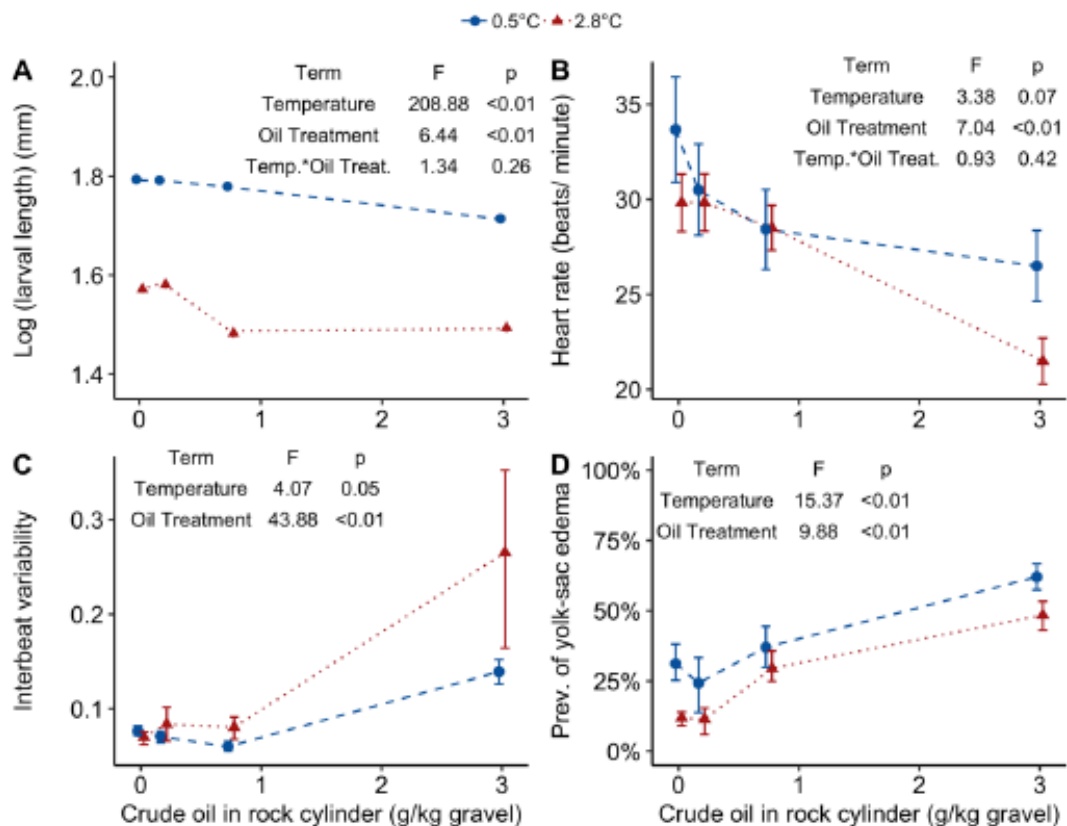 0.5°C 2.8°C
A
Log (larval length) (mm)
2.0
1.8
1.6
1.4
Term F p
Temperature 208.88 <0.01
Oil Treatment 6.44 <0.01
Temp.*Oil Treat. 1.34 0.26
0 1 2 3
B
Heart rate (beats/ minute)
35
30
25
20
Term F p
Temperature 3.38 0.07
Oil Treatment 7.04 <0.01
Temp.*Oil Treat. 0.93 0.42
0 1 2 3
C
Interbeat variability
0.3
0.2
0.1
Term F p
Temperature 4.07 0.05
Oil Treatment 43.88 <0.01
0 1 2 3
Crude oil in rock cylinder (g/kg gravel)
D
Prev. of yolk-sac edema
100%
75%
50%
25%
0%
Term F p
Temperature 15.37 <0.01
Oil Treatment 9.88 <0.01
0 1 2 3
Crude oil in rock cylinder (g/kg gravel)